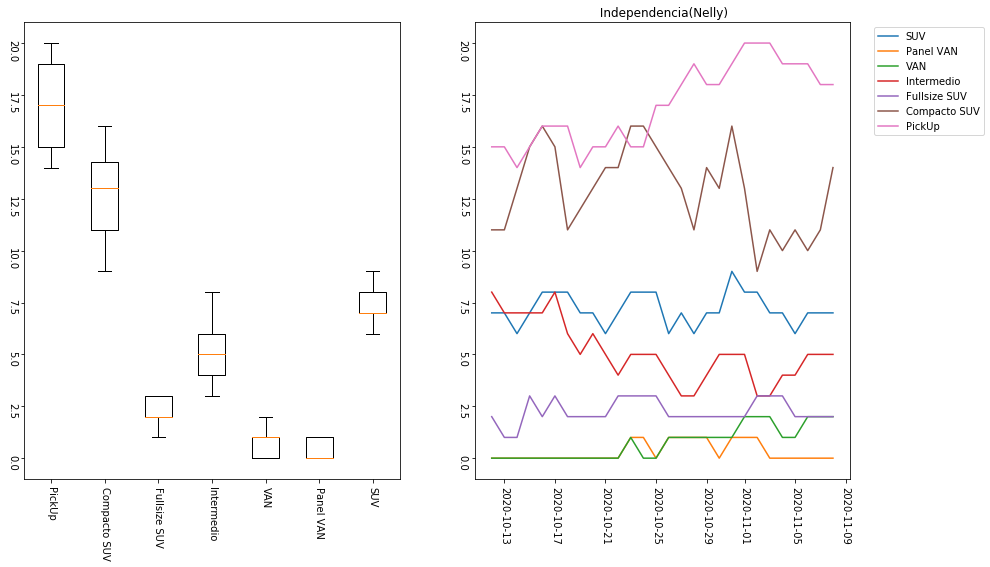 20.0
17.5
15.0
12.5
10.0
7.5
5.0
2.5
0.0
PickUp
Compacto SUV
Fullsize SUV
Intermedio
VAN
Panel VAN
SUV
Independencia(Nelly)
20.0
17.5
15.0
12.5
10.0
7.5
5.0
2.5
0.0
2020-10-13
2020-10-17
2020-10-21
2020-10-25
2020-10-29
2020-11-01
2020-11-05
2020-11-09
SUV
Panel VAN
VAN
Intermedio
Fullsize SUV
Compacto SUV
PickUp